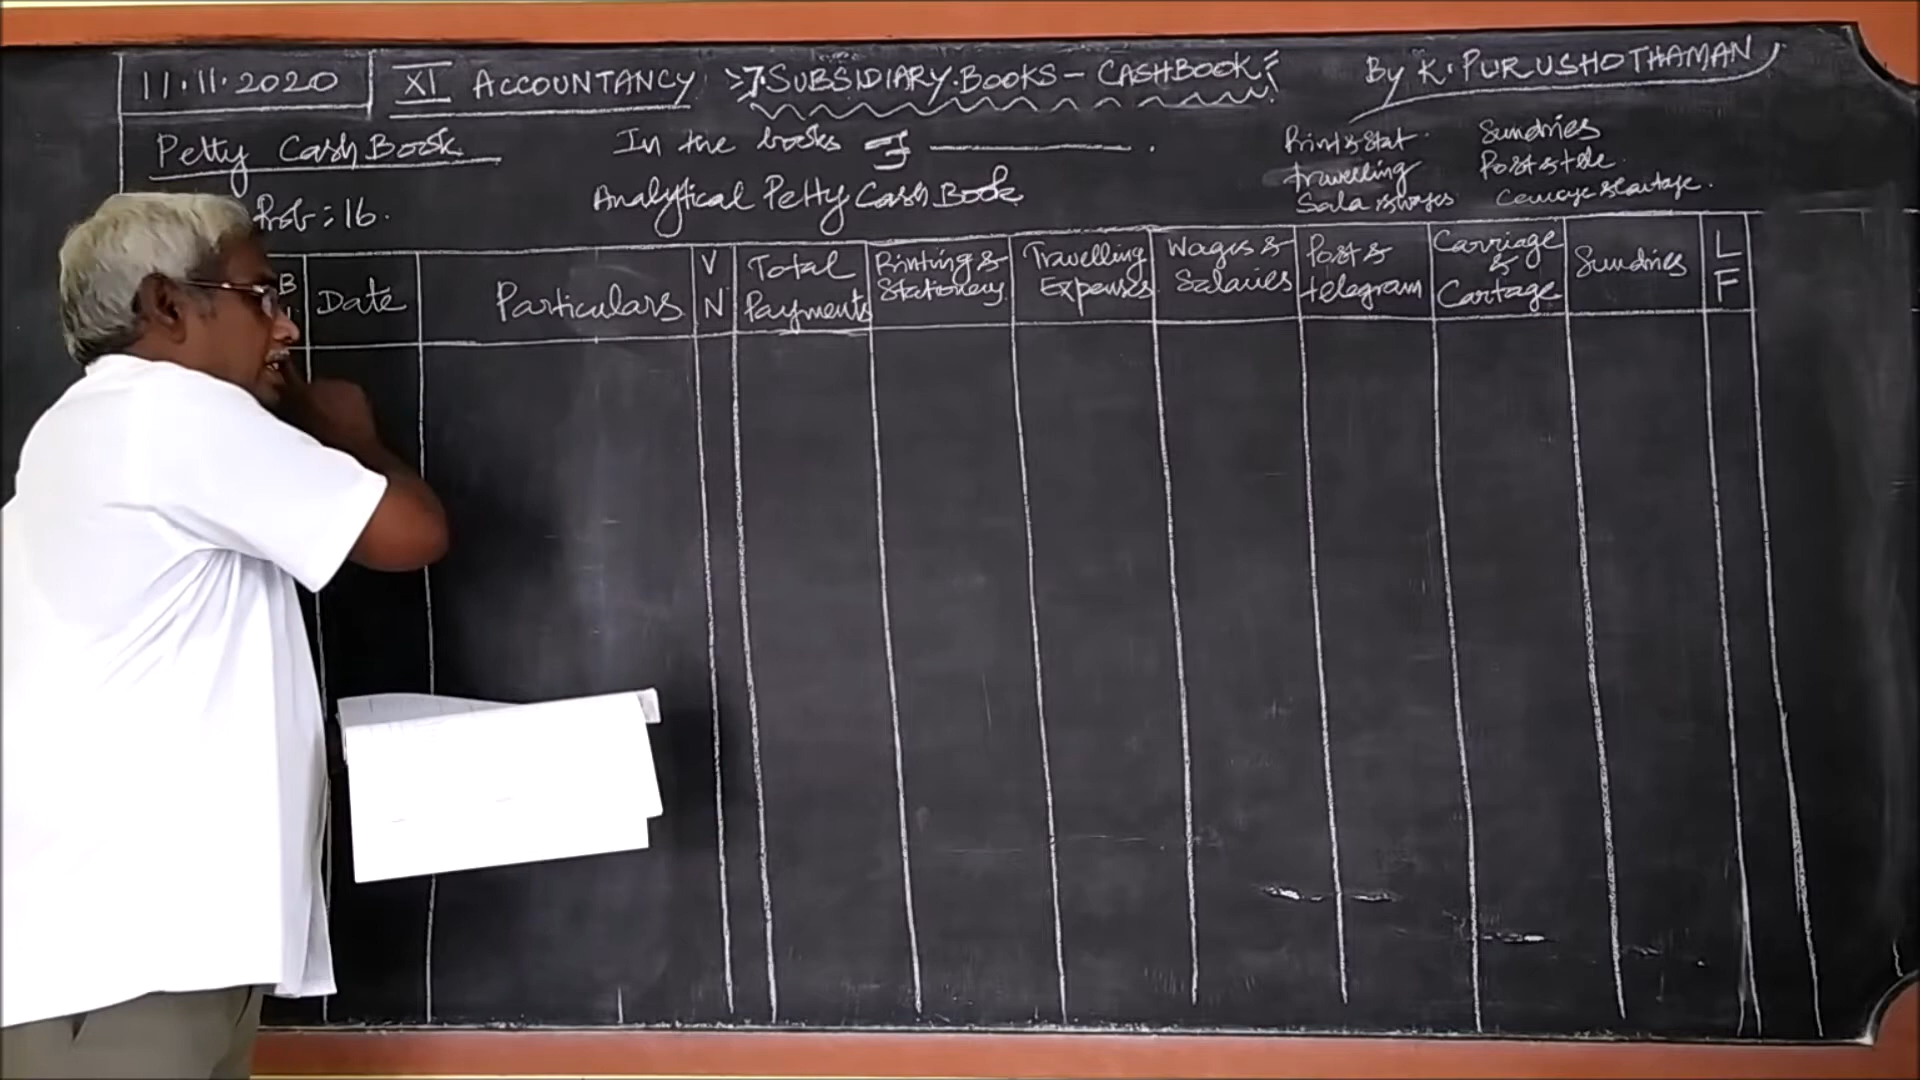 11.11.2020 XI ACCOUNTANCY 7. SUBSIDIARY BOOKS - CASHBOOK By K. PURUSHOTHAMAN
Petty Cash Book In the books of
Print & Stat Sundries
Travelling Post & tele
Analytical Petty Cash Book
Prob: 16.
Date Particulars V N Total Payments Printing & Stationery Travelling Expenses Wages & Salaries Post & telegram Carriage & Cartage Sundries L F